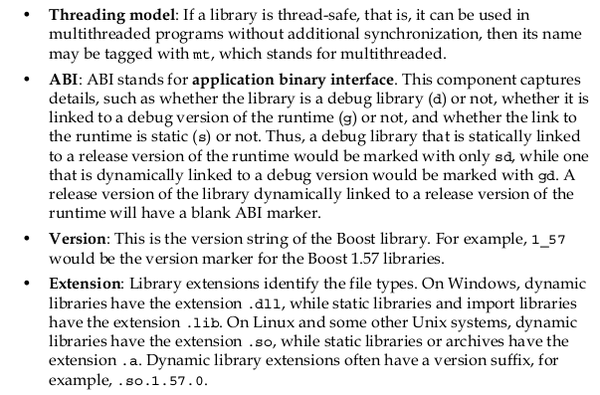 • Threading model: If a library is thread-safe, that is, it can be used in
multithreaded programs without additional synchronization, then its name
may be tagged with mt, which stands for multithreaded.
• ABI: ABI stands for application binary interface. This component captures
details, such as whether the library is a debug library (d) or not, whether it is
linked to a debug version of the runtime (g) or not, and whether the link to
the runtime is static (s) or not. Thus, a debug library that is statically linked
to a release version of the runtime would be marked with only sd, while one
that is dynamically linked to a debug version would be marked with gd. A
release version of the library dynamically linked to a release version of the
runtime will have a blank ABI marker.
• Version: This is the version string of the Boost library. For example, 1_57
would be the version marker for the Boost 1.57 libraries.
• Extension: Library extensions identify the file types. On Windows, dynamic
libraries have the extension .dll, while static libraries and import libraries
have the extension .lib. On Linux and some other Unix systems, dynamic
libraries have the extension .so, while static libraries or archives have the
extension .a. Dynamic library extensions often have a version suffix, for
example, .so.1.57.0.